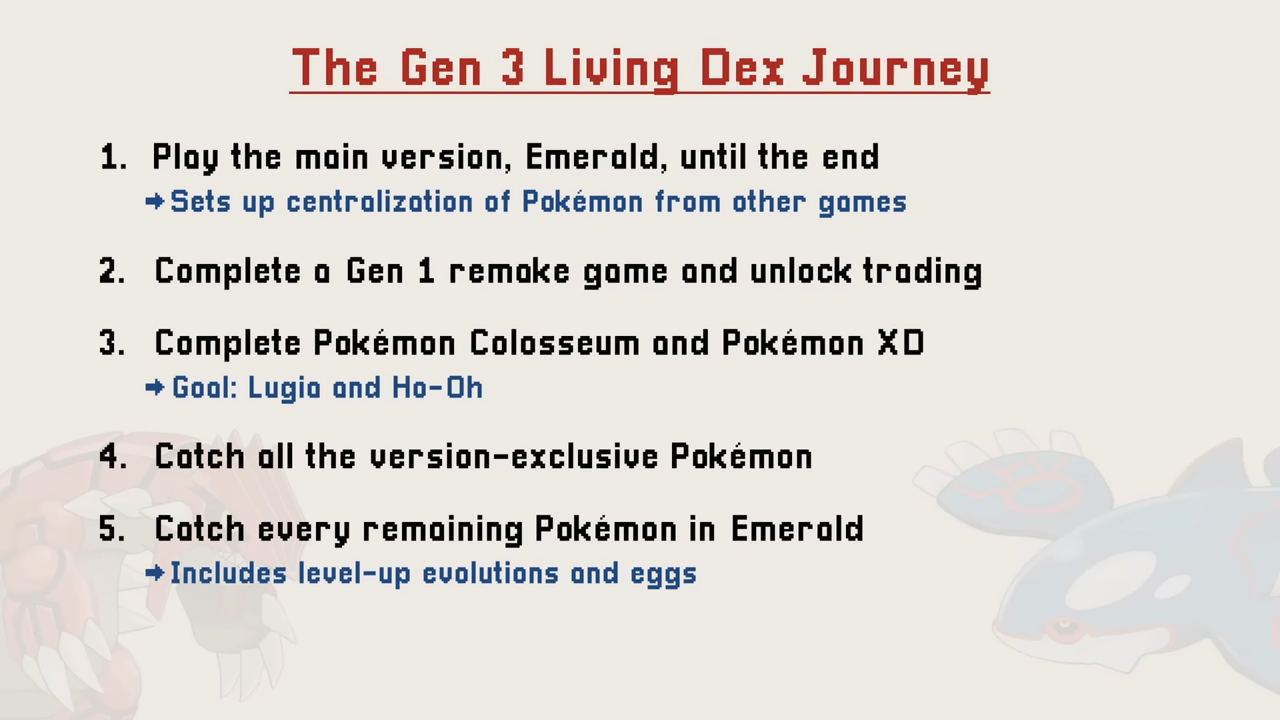 The Gen 3 Living Dex Journey
1. Play the main version, Emerald, until the end
➜ Sets up centralization of Pokémon from other games
2. Complete a Gen 1 remake game and unlock trading
3. Complete Pokémon Colosseum and Pokémon XD
➜ Goal: Lugia and Ho-Oh
4. Catch all the version-exclusive Pokémon
5. Catch every remaining Pokémon in Emerald
➜ Includes level-up evolutions and eggs